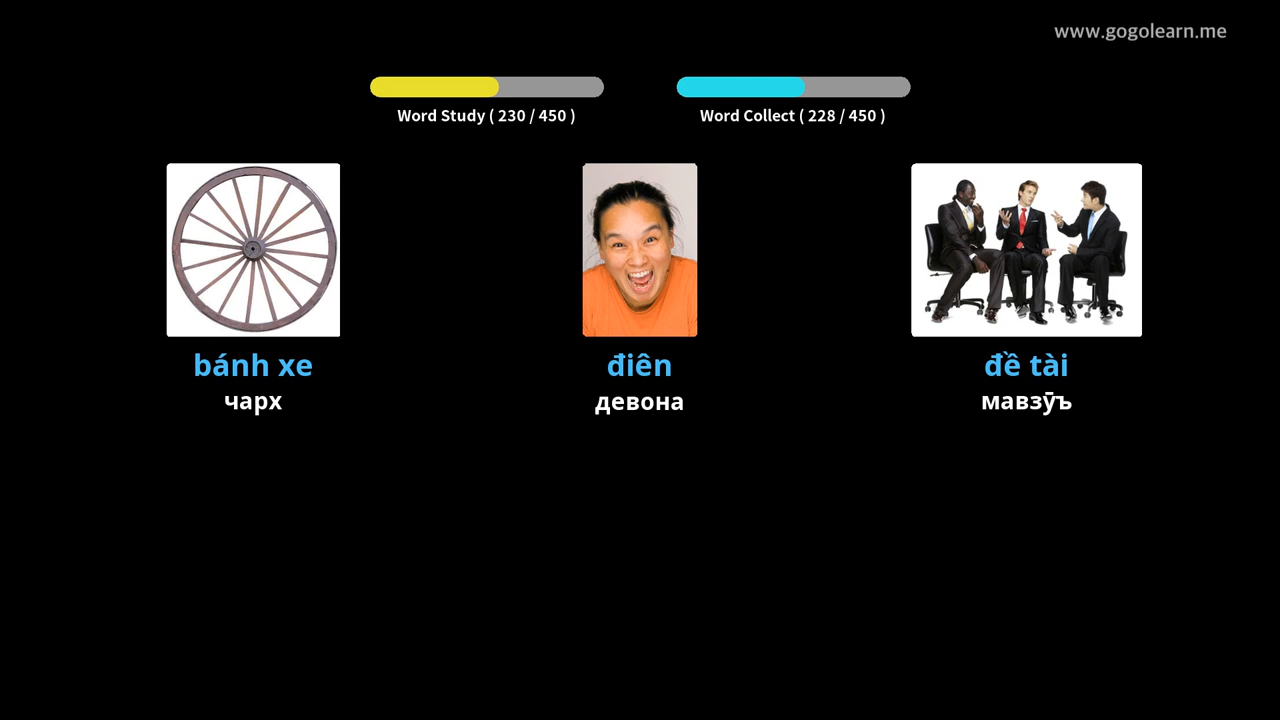 www.gogolearn.me
Word Study ( 230 / 450 )
Word Collect ( 228 / 450 )
bánh xe
điên
đề tài
чарх
девона
мавзӯъ